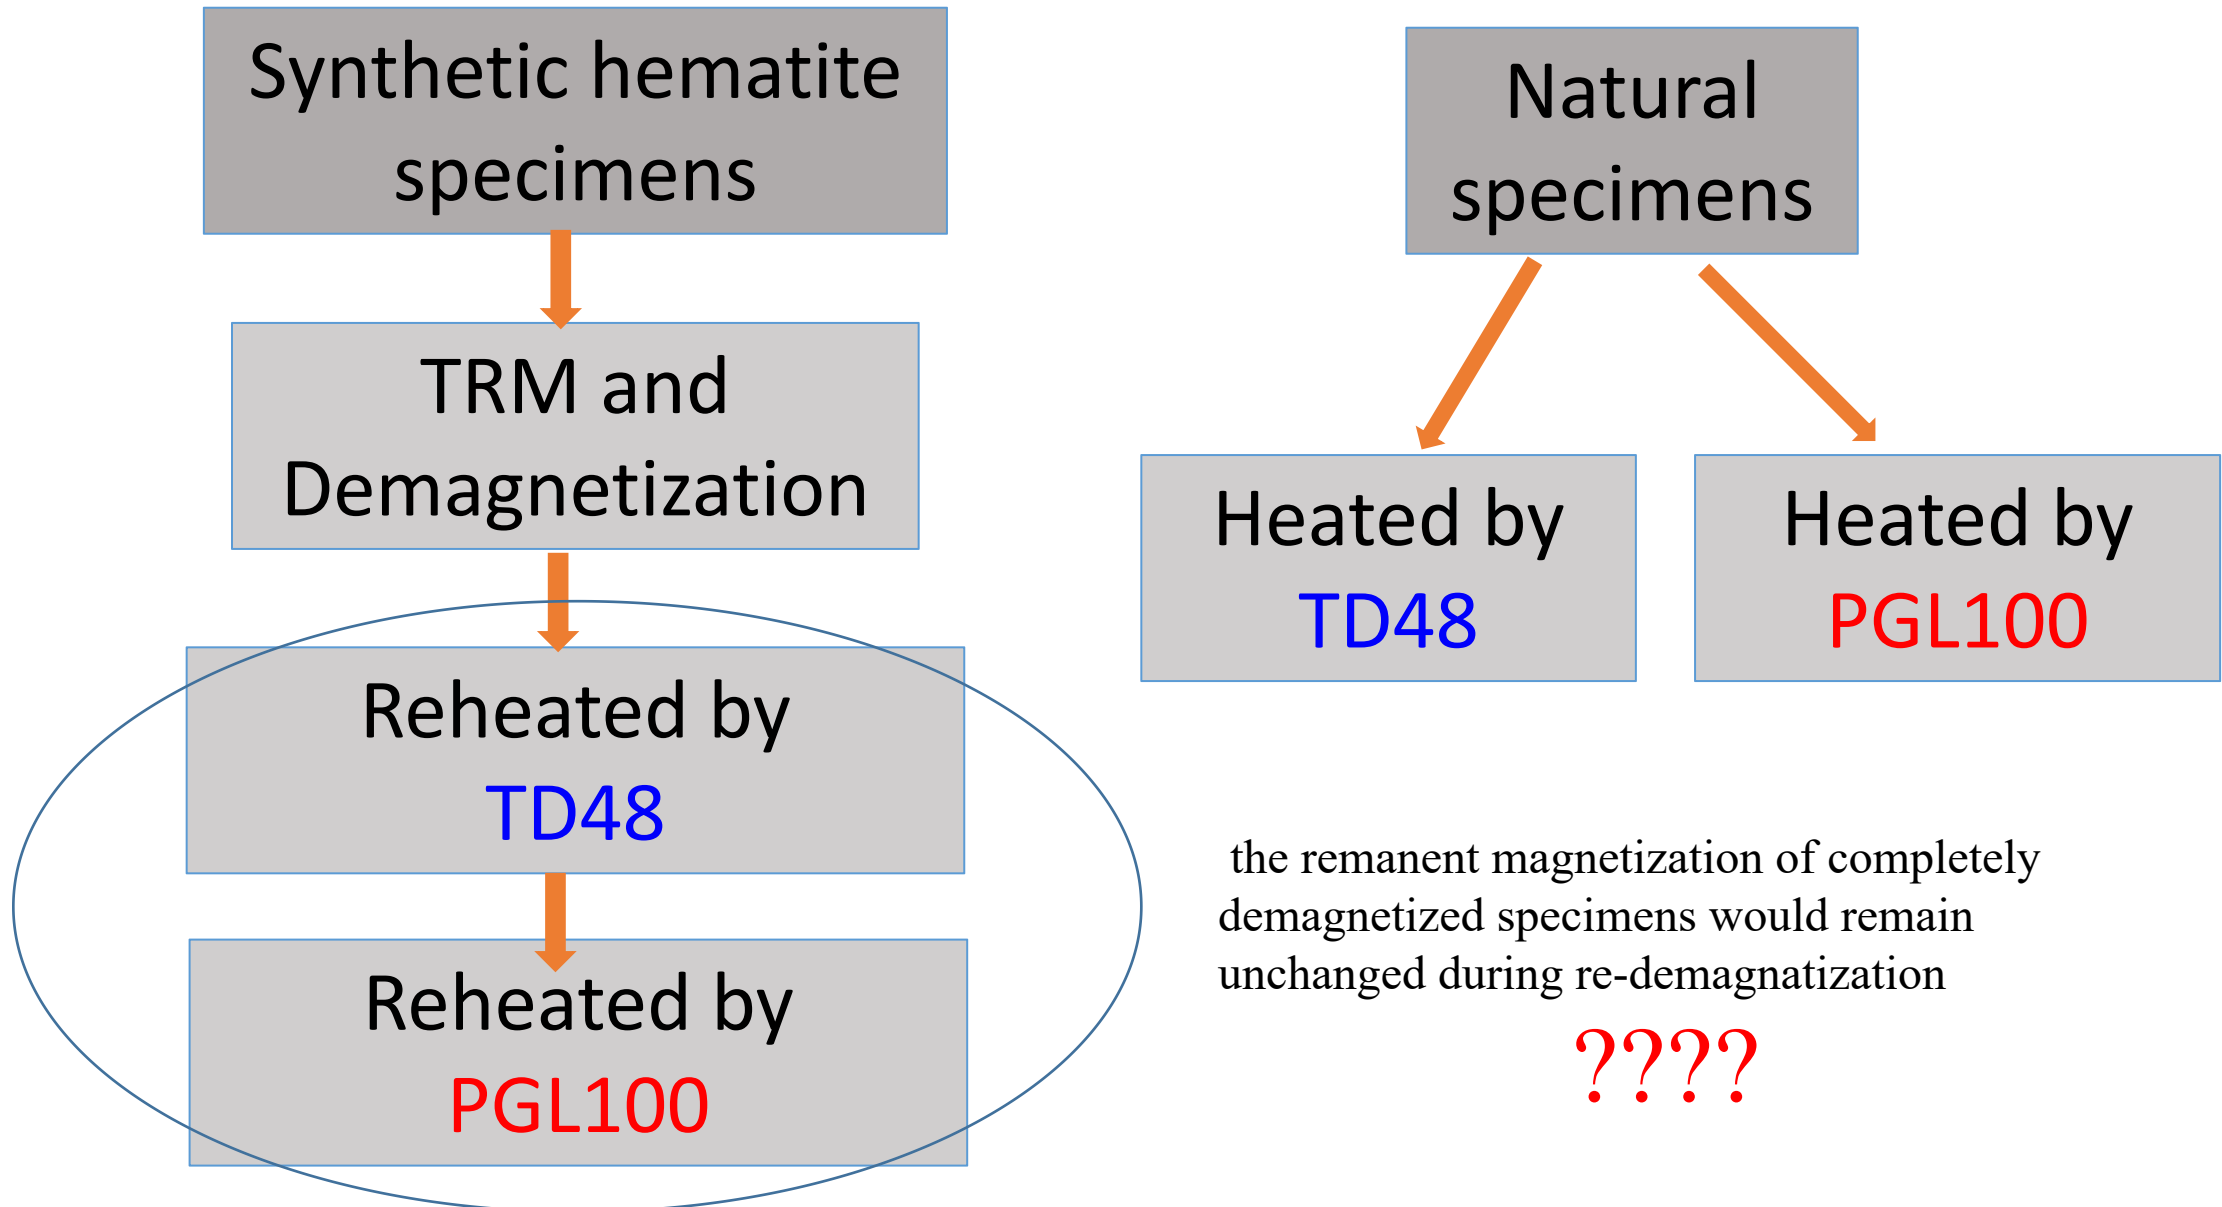 Synthetic hematite
specimens
TRM and
Demagnetization
Reheated by
TD48
Reheated by
PGL100
Natural
specimens
Heated by
TD48
Heated by
PGL100
the remanent magnetization of completely
demagnetized specimens would remain
unchanged during re-demagnatization
????